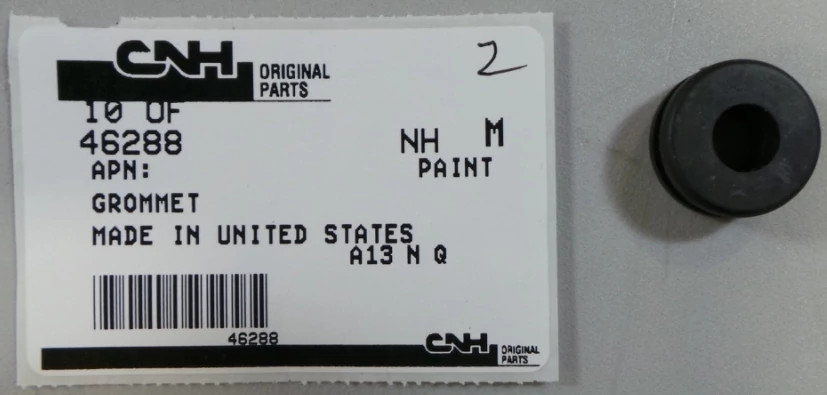 CNH ORIGINAL
PARTS
2
10 OF
46288
NH M
APN:
PAINT
GROMMET
MADE IN UNITED STATES
A13 N Q
46288
CNH ORIGINAL
PARTS